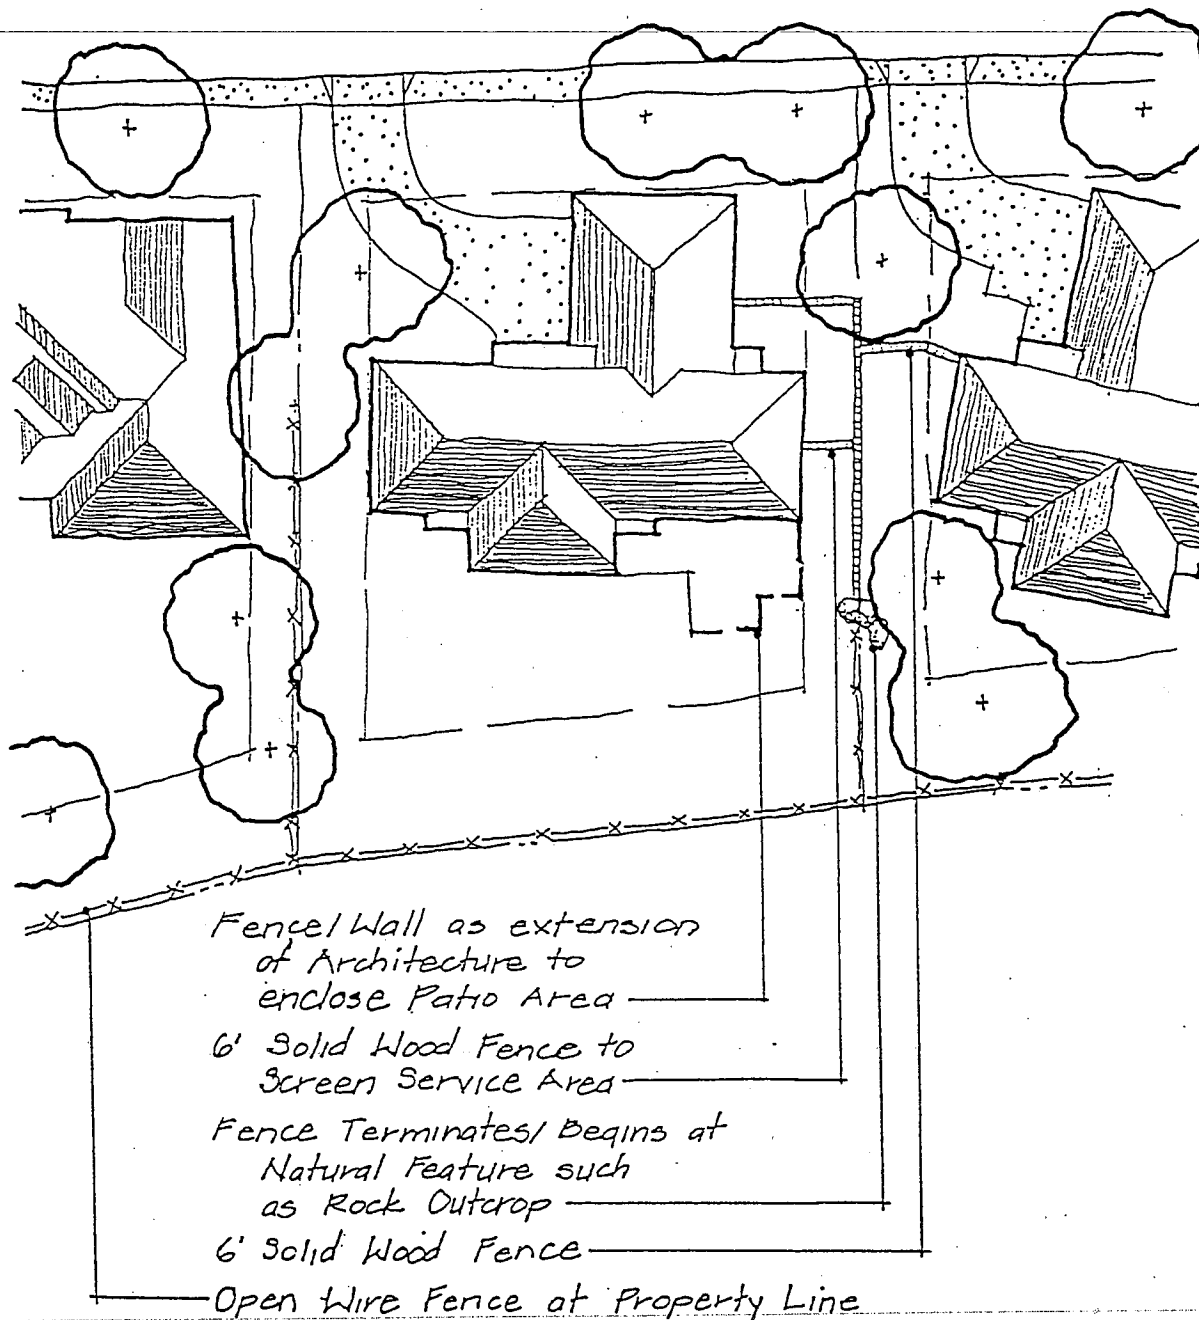 Fence/Wall as extension
of Architecture to
enclose Patio Area
6' Solid Wood Fence to
Screen Service Area
Fence Terminates/Begins at
Natural Feature such
as Rock Outcrop
6' Solid Wood Fence
Open Wire Fence at Property Line